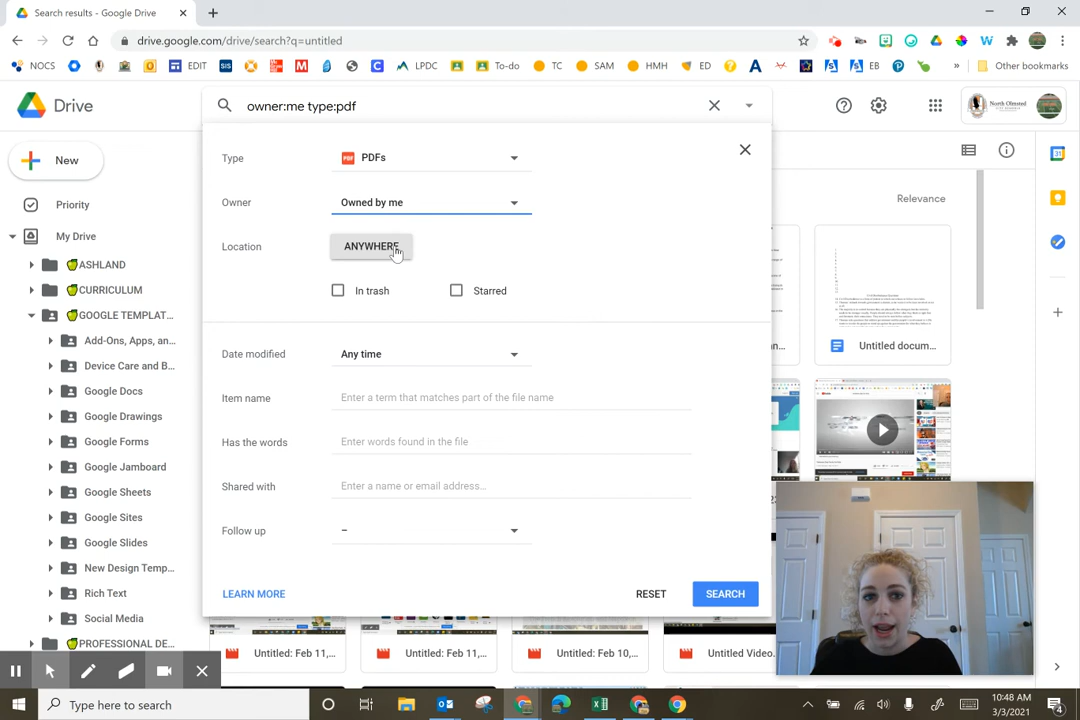 Search results - Google Drive
drive.google.com/drive/search?q=untitled
NOCS
EDIT
LPDC
To-do
TC
SAM
HMH
ED
EB
Other bookmarks
Drive
owner:me type:pdf
North Olmsted
New
Type
PDF
PDFs
Priority
Owner
Owned by me
Relevance
My Drive
Location
ANYWHERE
ASHLAND
CURRICULUM
In trash
Starred
GOOGLE TEMPLAT...
Add-Ons, Apps, an...
Date modified
Any time
Untitled docum...
Device Care and B...
Google Docs
Item name
Enter a term that matches part of the file name
Google Drawings
Google Forms
Has the words
Enter words found in the file
Google Jamboard
Google Sheets
Shared with
Enter a name or email address...
Google Sites
Google Slides
Follow up
–
New Design Temp...
Rich Text
LEARN MORE
RESET
SEARCH
Social Media
PROFESSIONAL DE...
Untitled: Feb 11,...
Untitled: Feb 11,...
Untitled: Feb 10,...
Untitled Video.
Type here to search
10:48 AM
3/3/2021
4